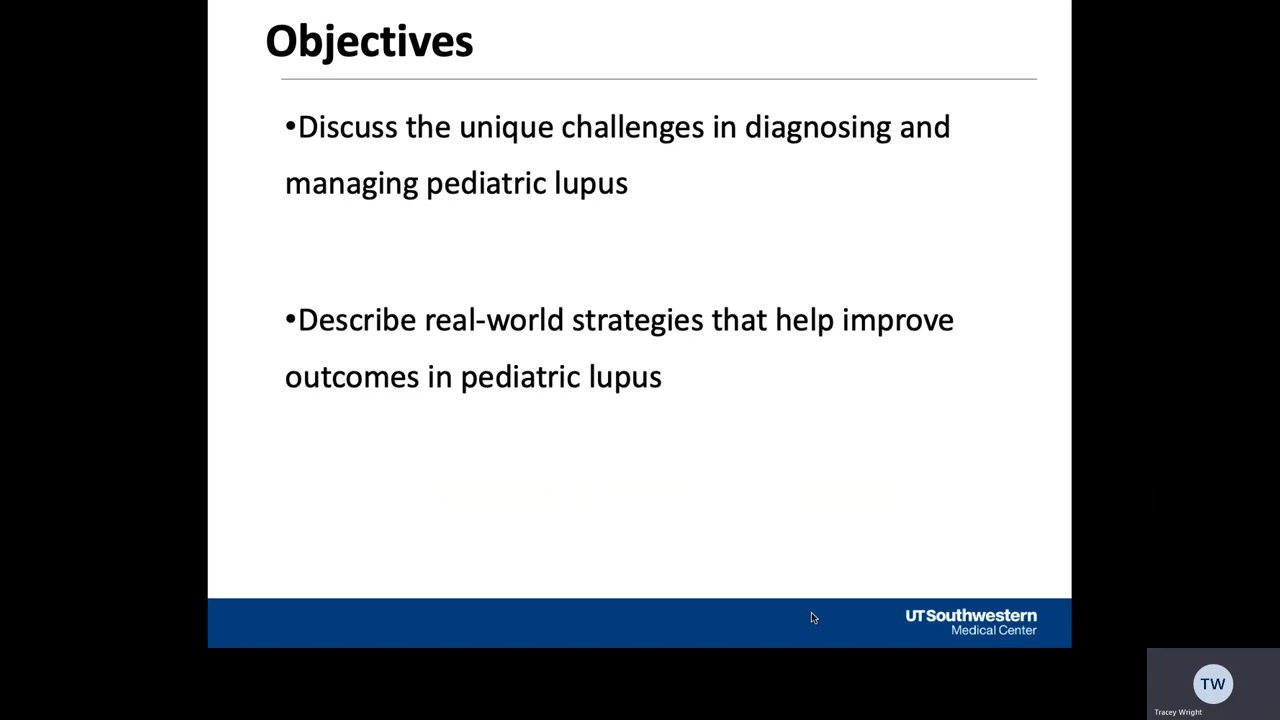 Objectives
•Discuss the unique challenges in diagnosing and
managing pediatric lupus
•Describe real-world strategies that help improve
outcomes in pediatric lupus
UTSouthwestern
Medical Center
TW
Tracey Wright